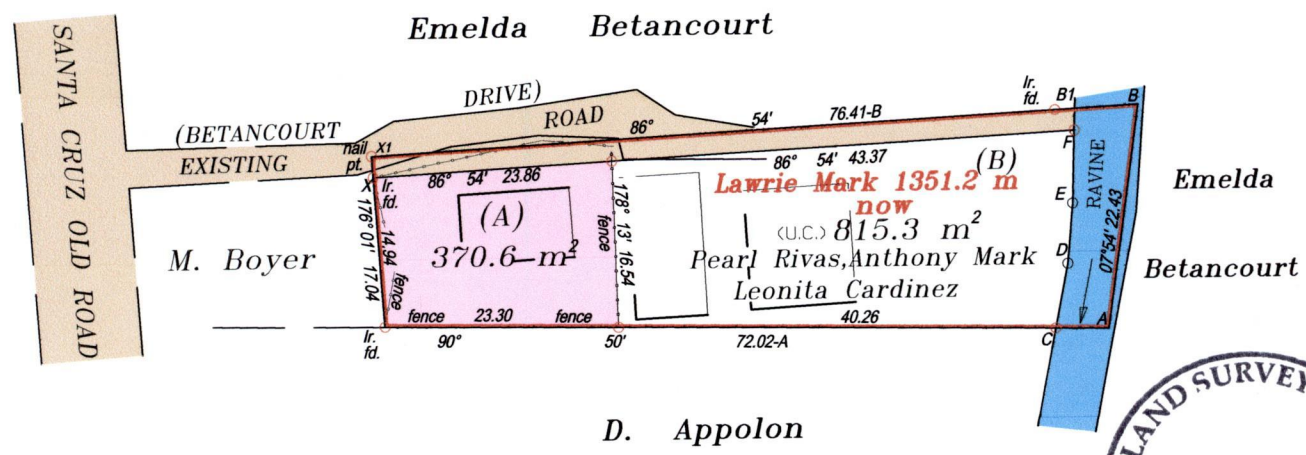 Emelda Betancourt
SANTA CRUZ OLD ROAD
(BETANCOURT DRIVE)
EXISTING ROAD
nail
pt.
X1
X
Ir.
fd.
86° 54' 76.41-B
Ir.
fd.
B1
B
86° 54' 23.86
86° 54' 43.37
(B)
F
E
D
C
A
RAVINE
07°54' 22.43
Emelda
Betancourt
Lawrie Mark 1351.2 m
now
(U.C.) 815.3 m²
Pearl Rivas,Anthony Mark
Leonita Cardinez
(A)
370.6 m²
M. Boyer
176° 01' 17.04
14.94
fence
178° 13' 16.54
fence
Ir.
fd.
fence 23.30 fence
40.26
90° 50' 72.02-A
D. Appolon
LAND SURVEY